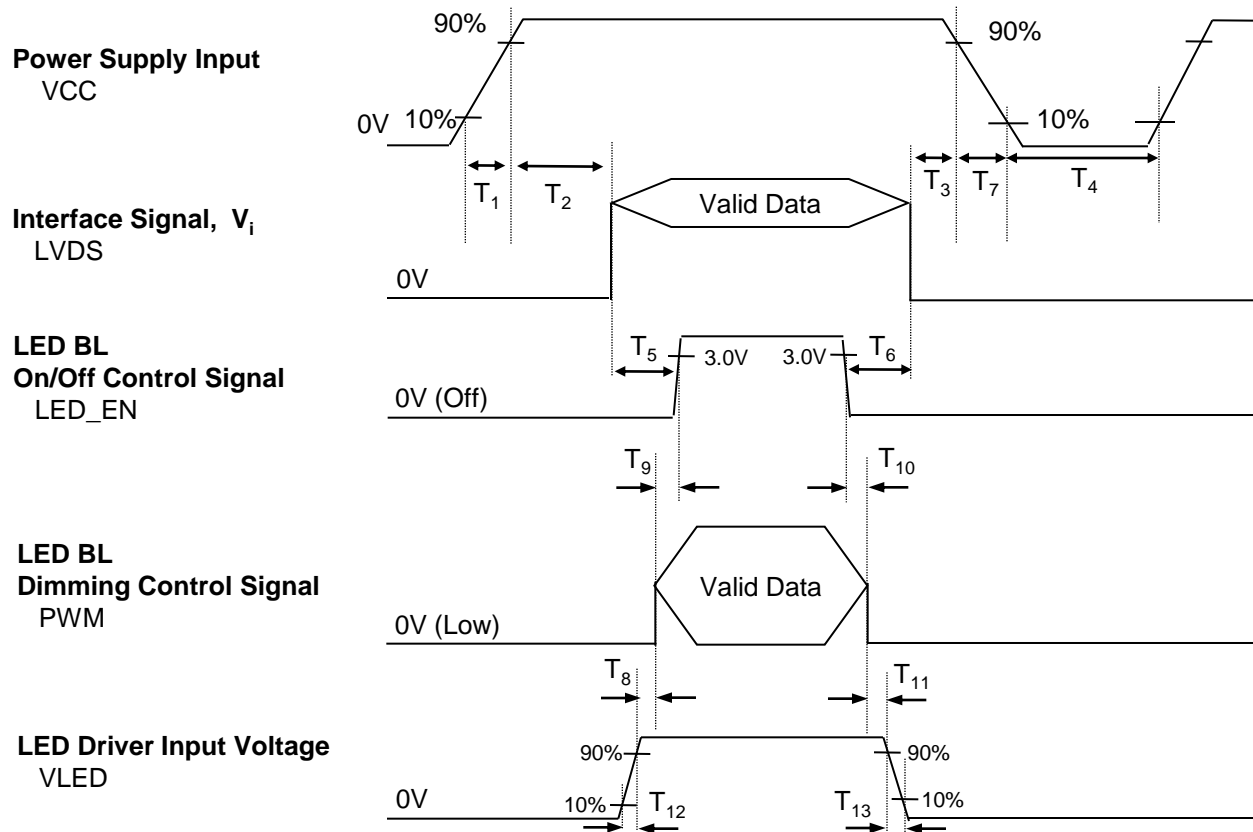 90%
90%
Power Supply Input
VCC
0V
10%
10%
T1
T2
T3
T7
T4
Valid Data
Interface Signal, Vi
LVDS
0V
LED BL
On/Off Control Signal
LED_EN
T5
3.0V
3.0V
T6
0V (Off)
T9
T10
LED BL
Dimming Control Signal
PWM
Valid Data
0V (Low)
T8
T11
LED Driver Input Voltage
VLED
90%
90%
0V
10%
T12
T13
10%